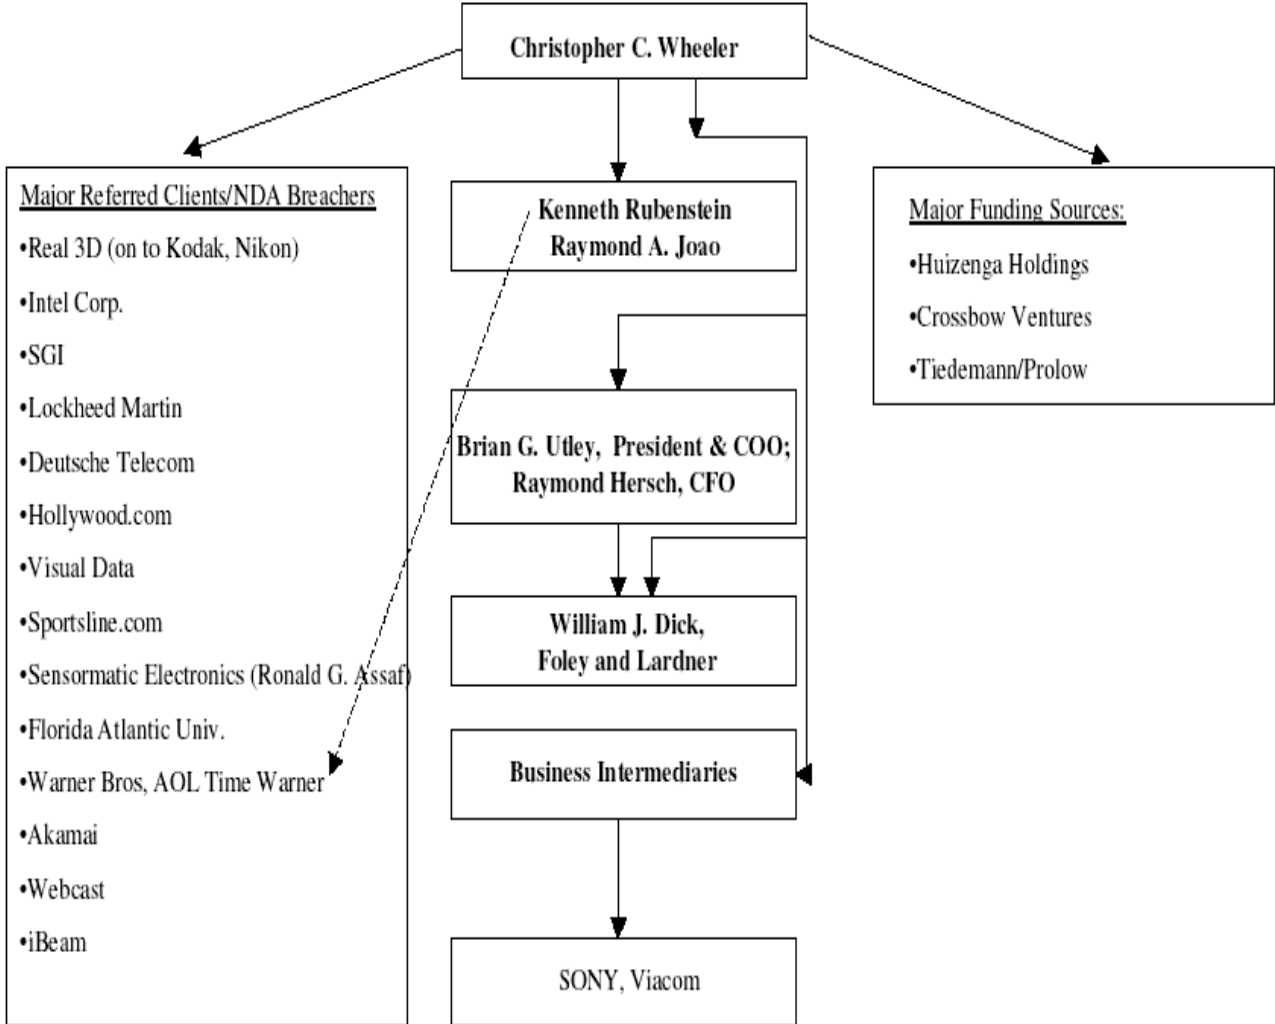 Christopher C. Wheeler
Major Referred Clients/NDA Breachers
•Real 3D (on to Kodak, Nikon)
•Intel Corp.
•SGI
•Lockheed Martin
•Deutsche Telecom
•Hollywood.com
•Visual Data
•Sportsline.com
•Sensormatic Electronics (Ronald G. Assaf)
•Florida Atlantic Univ.
•Warner Bros, AOL Time Warner
•Akamai
•Webcast
•iBeam
Kenneth Rubenstein
Raymond A. Joao
Brian G. Utley, President & COO;
Raymond Hersch, CFO
William J. Dick,
Foley and Lardner
Business Intermediaries
SONY, Viacom
Major Funding Sources:
•Huizenga Holdings
•Crossbow Ventures
•Tiedemann/Prolow